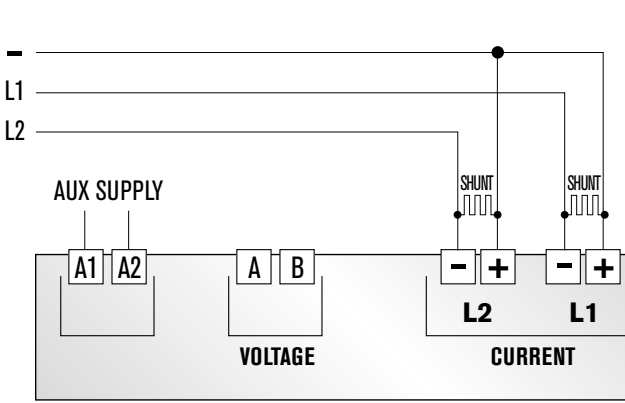 −
L1
L2
AUX SUPPLY
SHUNT SHUNT
A1 A2 A B − + − +
L2 L1
VOLTAGE CURRENT